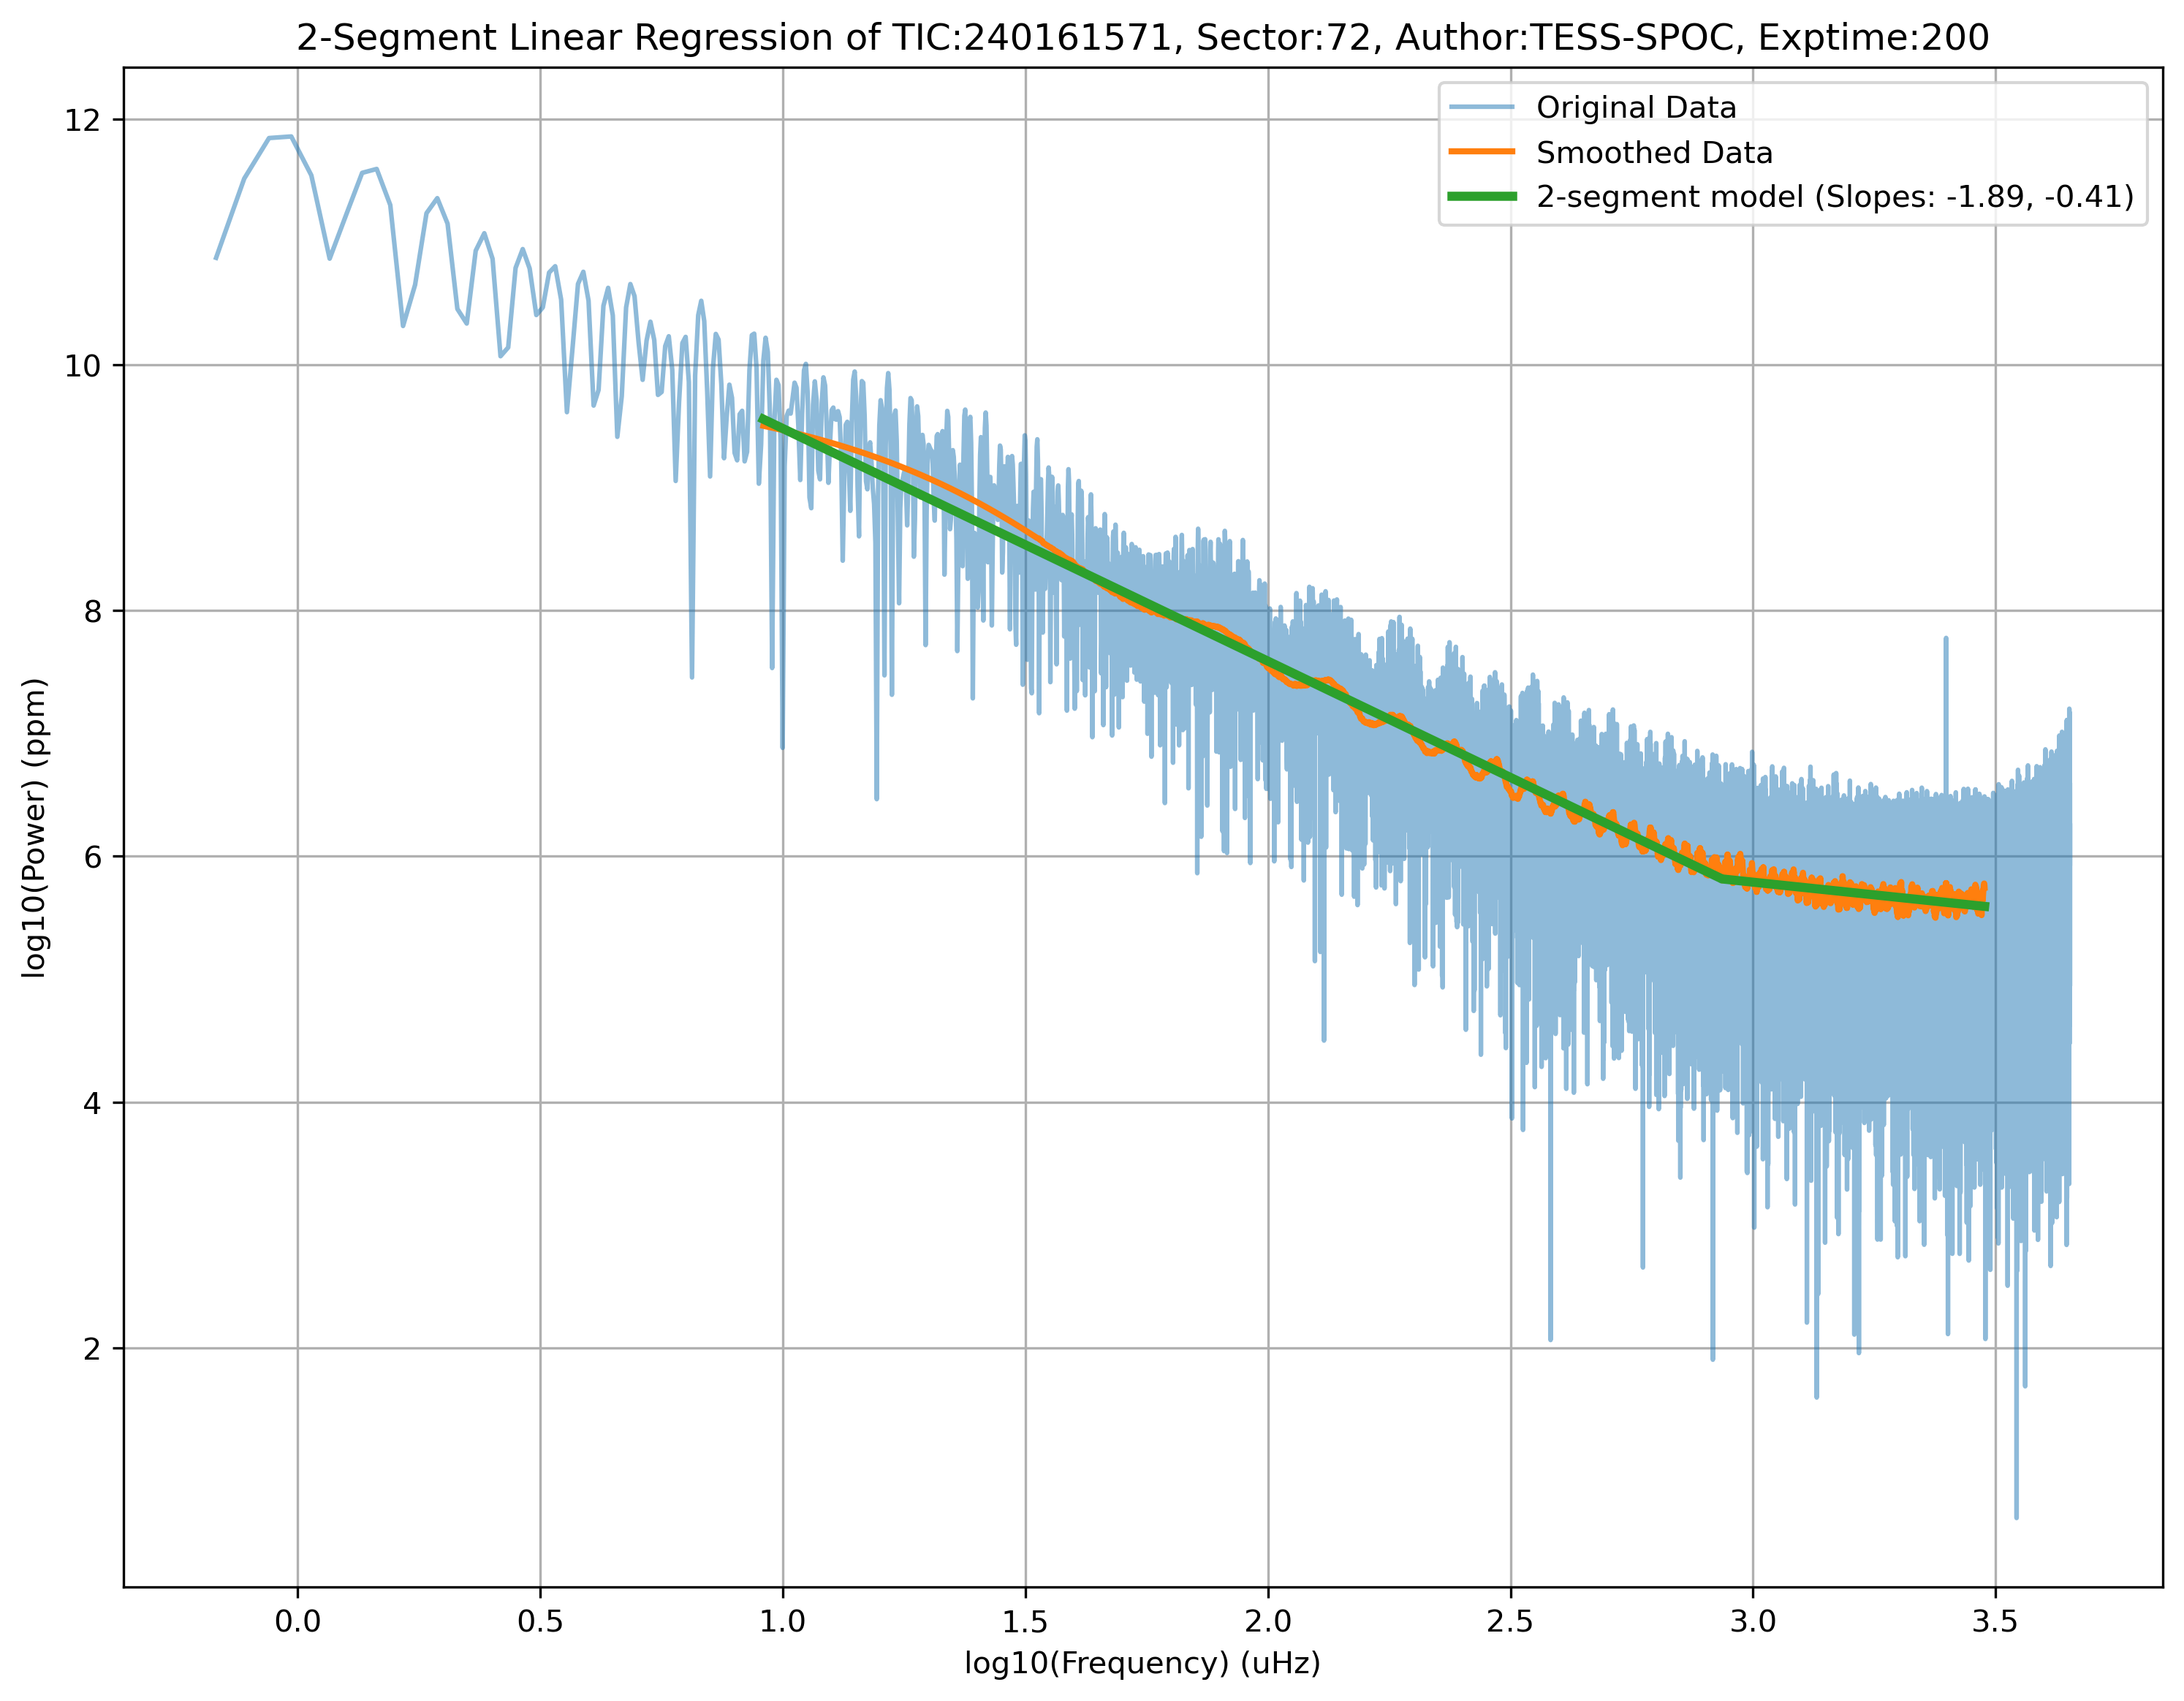 2-Segment Linear Regression of TIC:240161571, Sector:72, Author:TESS-SPOC, Exptime:200
Original Data
Smoothed Data
2-segment model (Slopes: -1.89, -0.41)
12
10
8
6
4
2
log10(Power) (ppm)
0.0 0.5 1.0 1.5 2.0 2.5 3.0 3.5
log10(Frequency) (uHz)